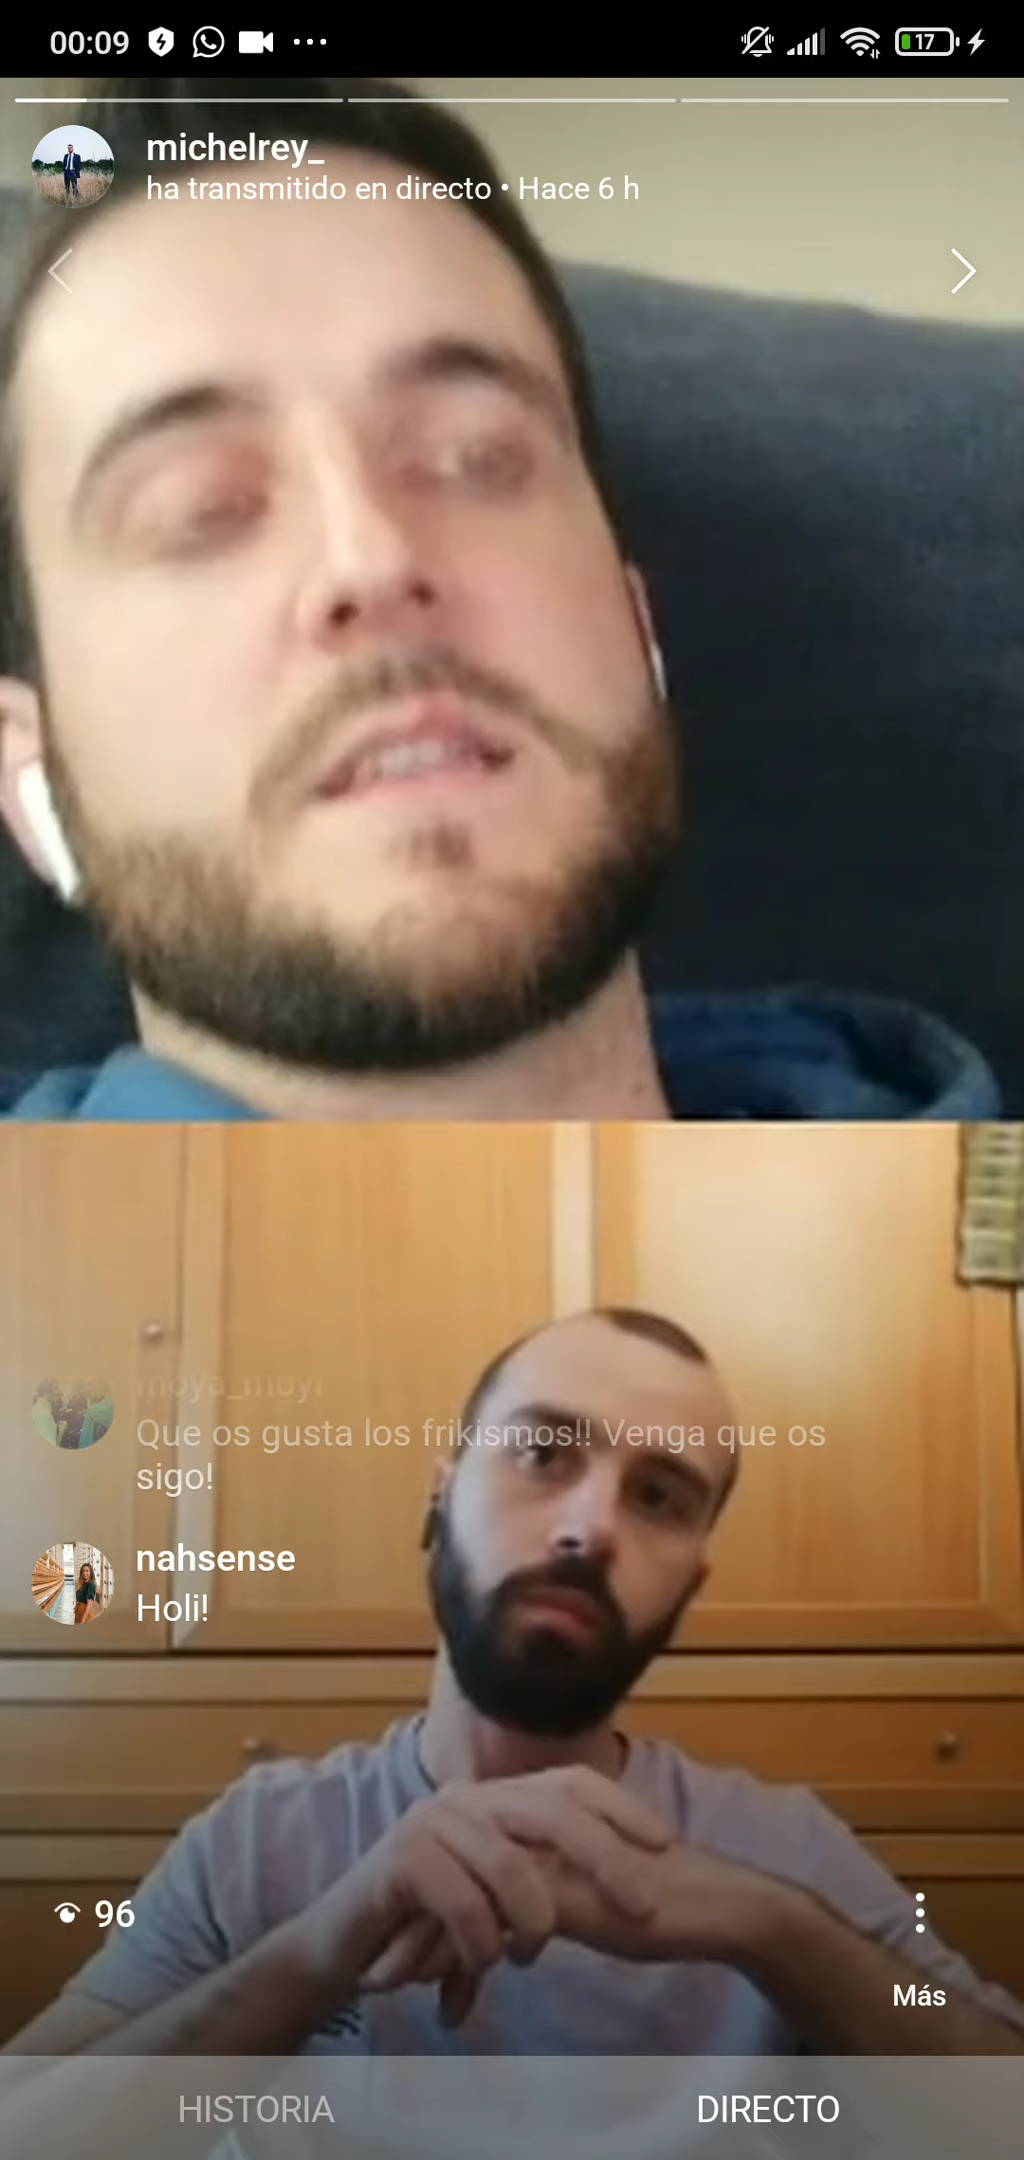 00:09
17
michelrey_
ha transmitido en directo • Hace 6 h
moya_moyi
Que os gusta los frikismos!! Venga que os
sigo!
nahsense
Holi!
96
Más
HISTORIA
DIRECTO